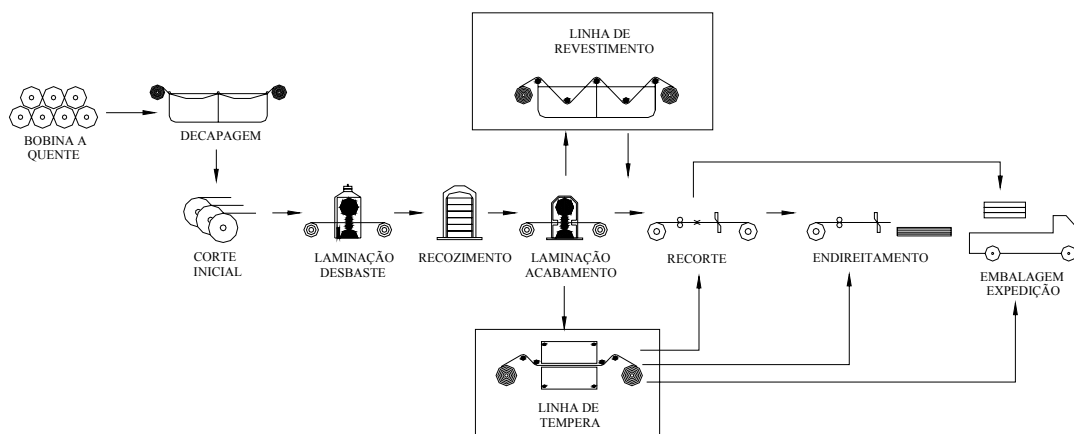 LINHA DE
REVESTIMENTO
BOBINA A
QUENTE
DECAPAGEM
CORTE
INICIAL
LAMINAÇÃO
DESBASTE
RECOZIMENTO
LAMINAÇÃO
ACABAMENTO
RECORTE
ENDIREITAMENTO
EMBALAGEM
EXPEDIÇÃO
LINHA DE
TEMPERA